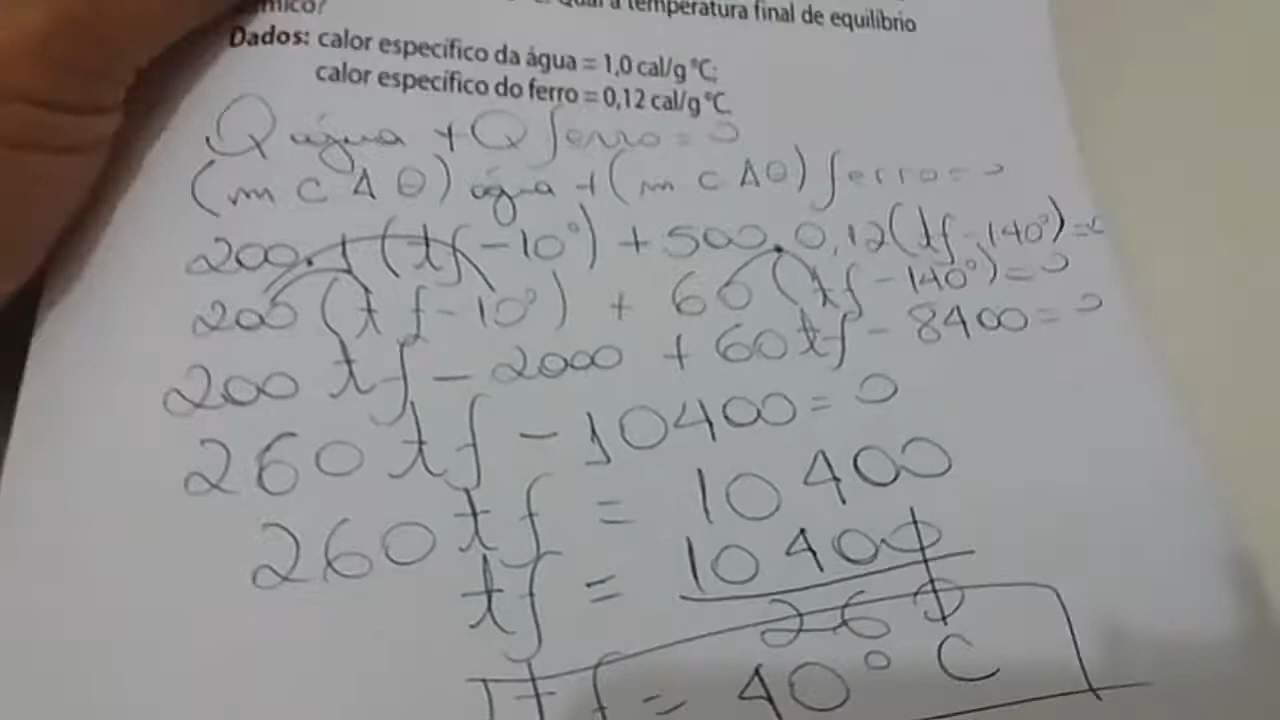 Qual a temperatura final de equilíbrio
Dados: calor específico da água = 1,0 cal/g °C;
calor específico do ferro = 0,12 cal/g °C.
Q água + Q ferro = 0
(m c Δ θ) água + (m c Δθ) ferro = 0
200.1 (tf - 10°) + 500.0,12(tf - 140°) = 0
200 (tf - 10°) + 60 (tf - 140°) = 0
200 tf - 2000 + 60tf - 8400 = 0
260 tf - 10400 = 0
260 tf = 10400
tf = 10400
260
tf = 40° C